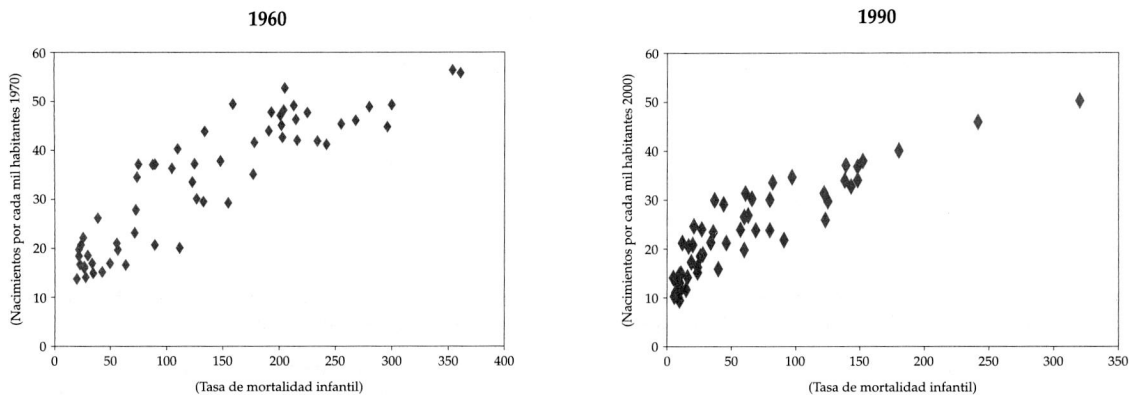 1960
(Nacimientos por cada mil habitantes 1970)
60
50
40
30
20
10
0
0 50 100 150 200 250 300 350 400
(Tasa de mortalidad infantil)
1990
(Nacimientos por cada mil habitantes 2000)
60
50
40
30
20
10
0
0 50 100 150 200 250 300 350
(Tasa de mortalidad infantil)